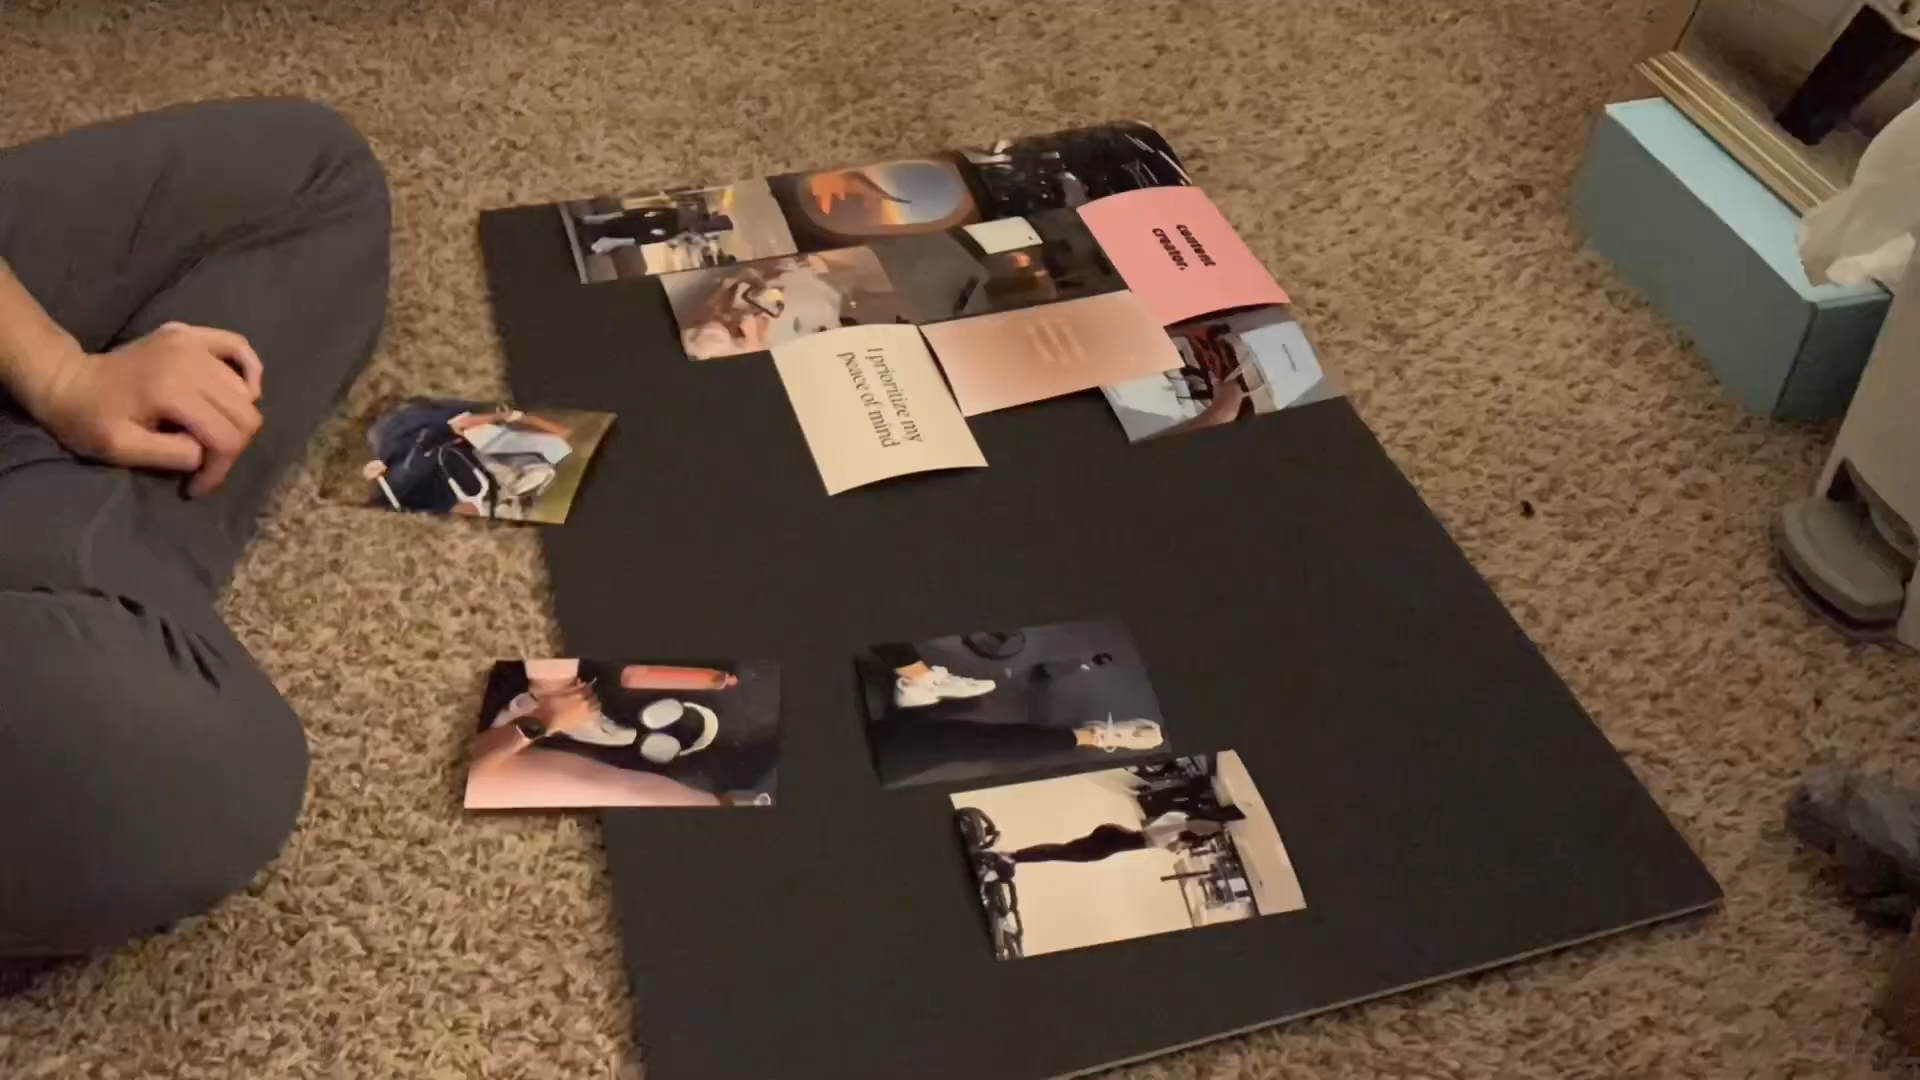 content
creator.
I prioritize my
peace of mind